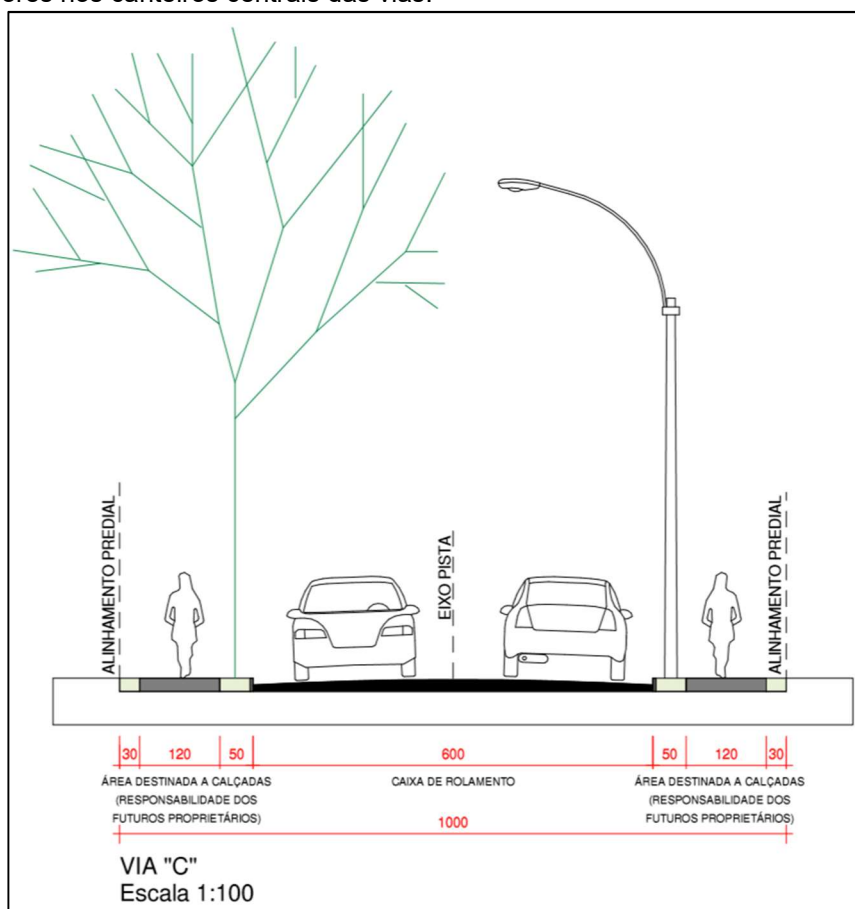 canteiros centrais das vias.
ALINHAMENTO PREDIAL
EIXO PISTA
ALINHAMENTO PREDIAL
30 120 50 600 50 120 30
ÁREA DESTINADA A CALÇADAS
(RESPONSABILIDADE DOS
FUTUROS PROPRIETÁRIOS)
CAIXA DE ROLAMENTO
ÁREA DESTINADA A CALÇADAS
(RESPONSABILIDADE DOS
FUTUROS PROPRIETÁRIOS)
1000
VIA "C"
Escala 1:100